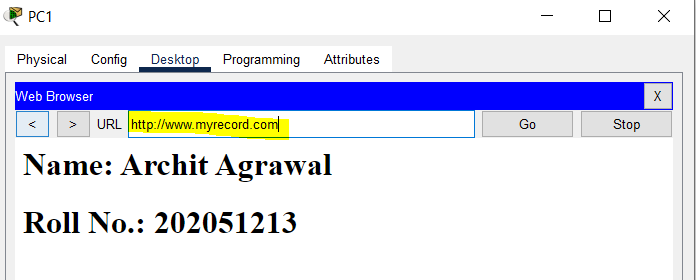 PC1
Physical Config Desktop Programming Attributes
Web Browser X
< > URL http://www.myrecord.com Go Stop
Name: Archit Agrawal
Roll No.: 202051213